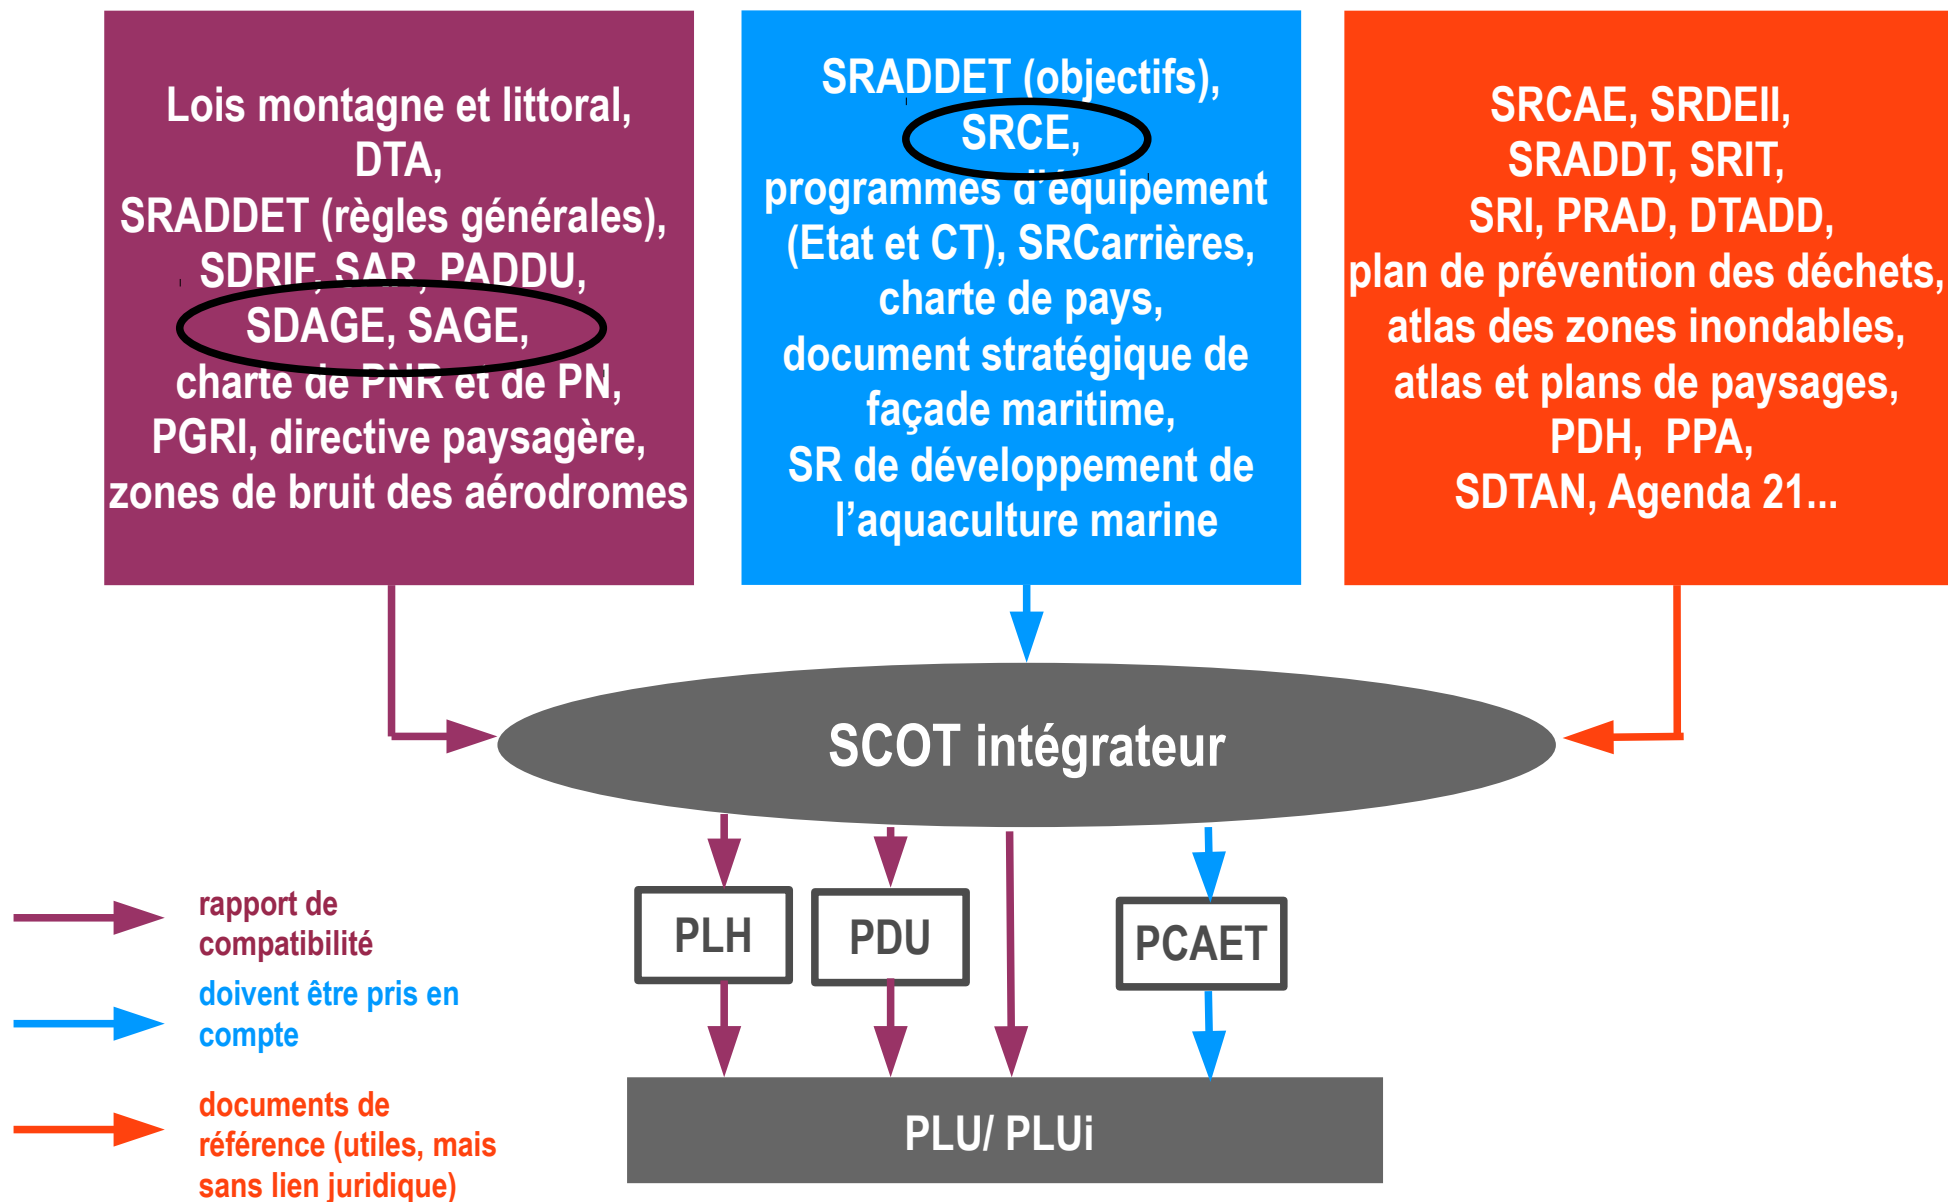 Lois montagne et littoral,
DTA,
SRADDET (règles générales),
SDRIF, SAR, PADDU,
SDAGE, SAGE,
charte de PNR et de PN,
PGRI, directive paysagère,
zones de bruit des aérodromes
SRADDET (objectifs),
SRCE,
programmes d’équipement
(Etat et CT), SRCarrières,
charte de pays,
document stratégique de
façade maritime,
SR de développement de
l’aquaculture marine
SRCAE, SRDEII,
SRADDT, SRIT,
SRI, PRAD, DTADD,
plan de prévention des déchets,
atlas des zones inondables,
atlas et plans de paysages,
PDH, PPA,
SDTAN, Agenda 21...
SCOT intégrateur
PLH
PDU
PCAET
PLU/ PLUi
rapport de
compatibilité
doivent être pris en
compte
documents de
référence (utiles, mais
sans lien juridique)